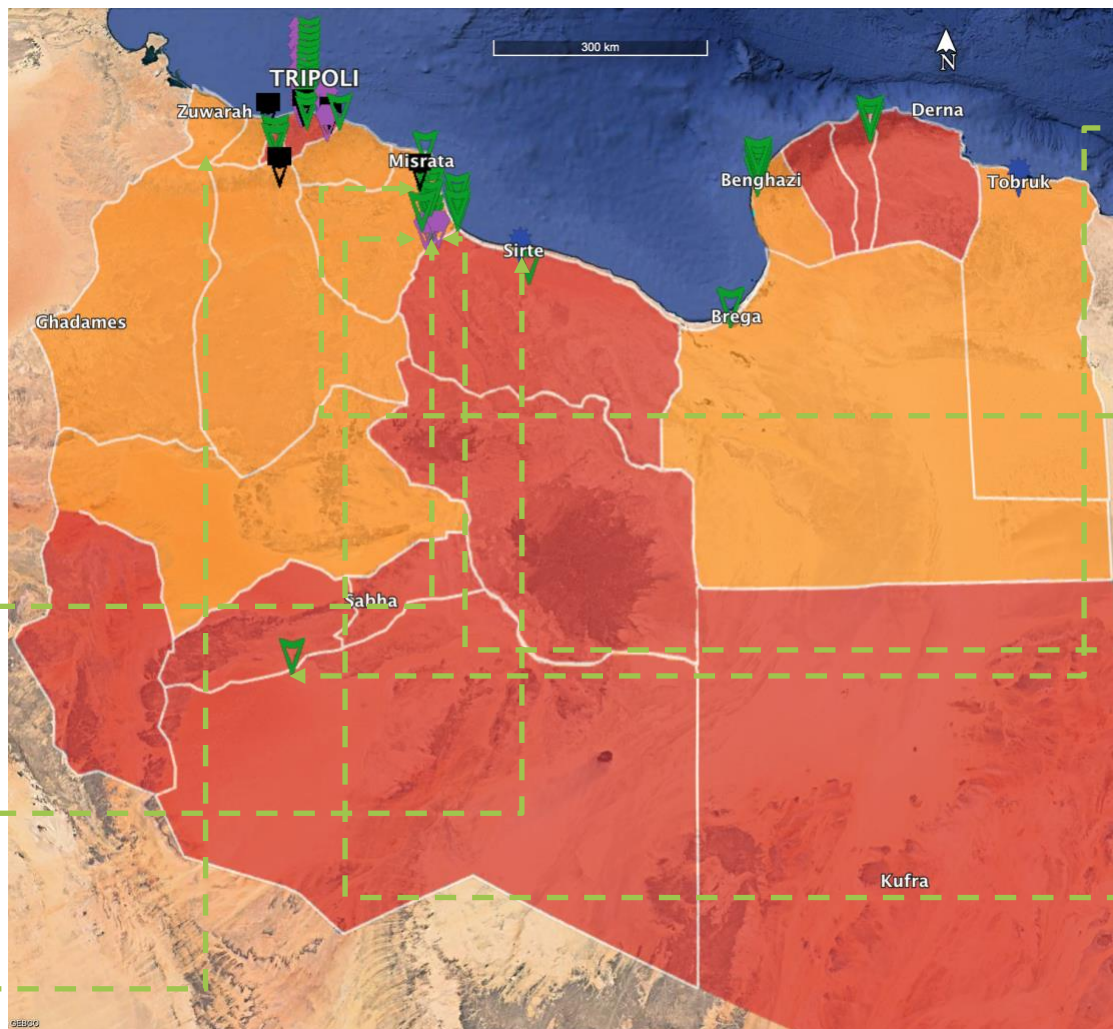 300 km
N
TRIPOLI
Zuwarah
Derna
Misrata
Benghazi
Tobruk
Sirte
Ghadames
Brega
Sabha
Kufra
GEBCO